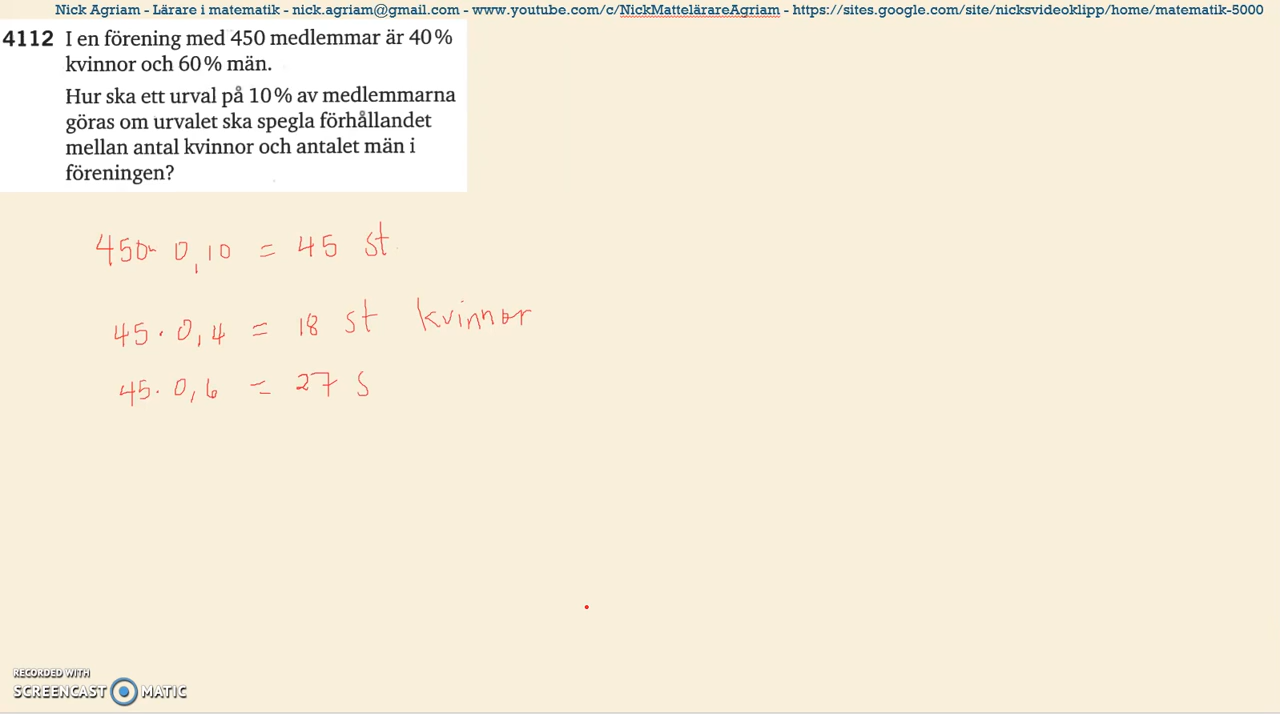 Nick Agriam - Lärare i matematik - nick.agriam@gmail.com - www.youtube.com/c/NickMattelärareAgriam - https://sites.google.com/site/nicksvideoklipp/home/matematik-5000
4112 I en förening med 450 medlemmar är 40%
kvinnor och 60% män.
Hur ska ett urval på 10% av medlemmarna
göras om urvalet ska spegla förhållandet
mellan antal kvinnor och antalet män i
föreningen?
450· 0,10 = 45 st
45· 0,4 = 18 st kvinnor
45· 0,6 = 27 s
RECORDED WITH
SCREENCAST MATIC